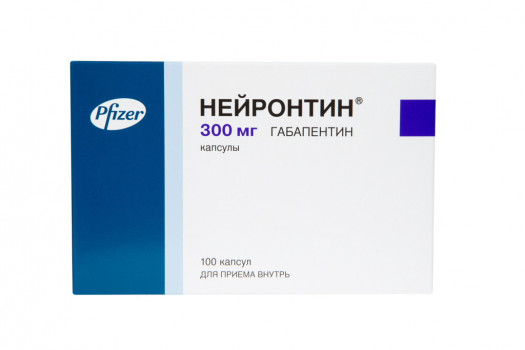 Pfizer
НЕЙРОНТИН®
300 мг ГАБАПЕНТИН
капсулы
100 капсул
ДЛЯ ПРИЕМА ВНУТРЬ